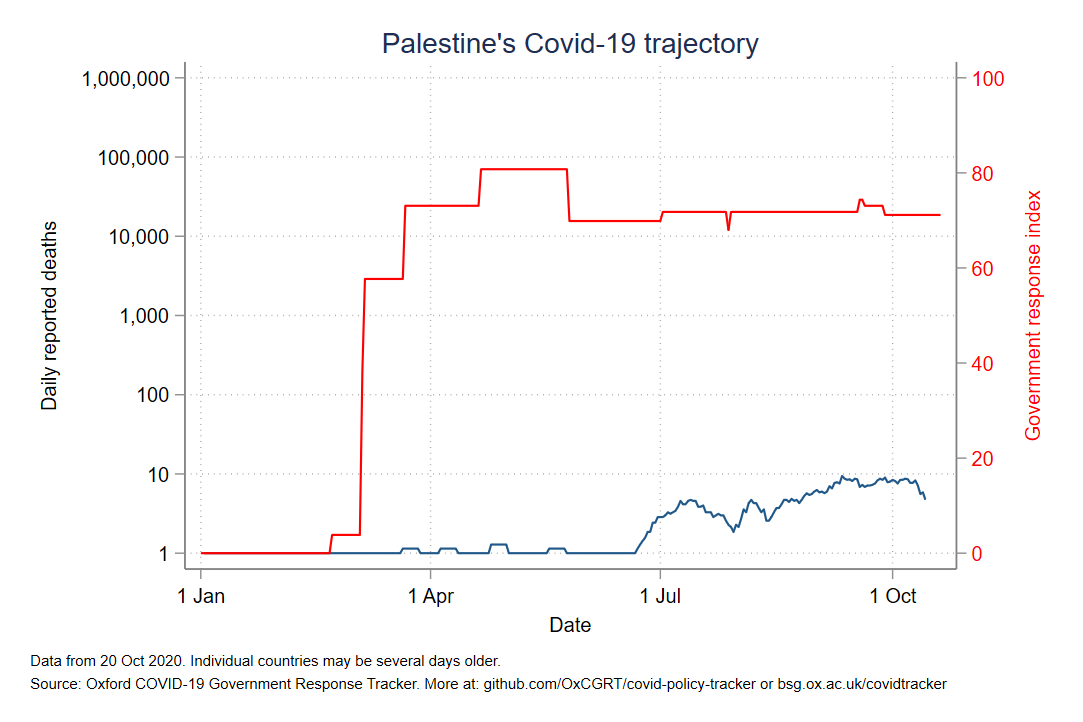 Palestine's Covid-19 trajectory
1,000,000
100,000
10,000
1,000
100
10
1
Daily reported deaths
100
80
60
40
20
0
Government response index
1 Jan
1 Apr
1 Jul
1 Oct
Date
Data from 20 Oct 2020. Individual countries may be several days older.
Source: Oxford COVID-19 Government Response Tracker. More at: github.com/OxCGRT/covid-policy-tracker or bsg.ox.ac.uk/covidtracker